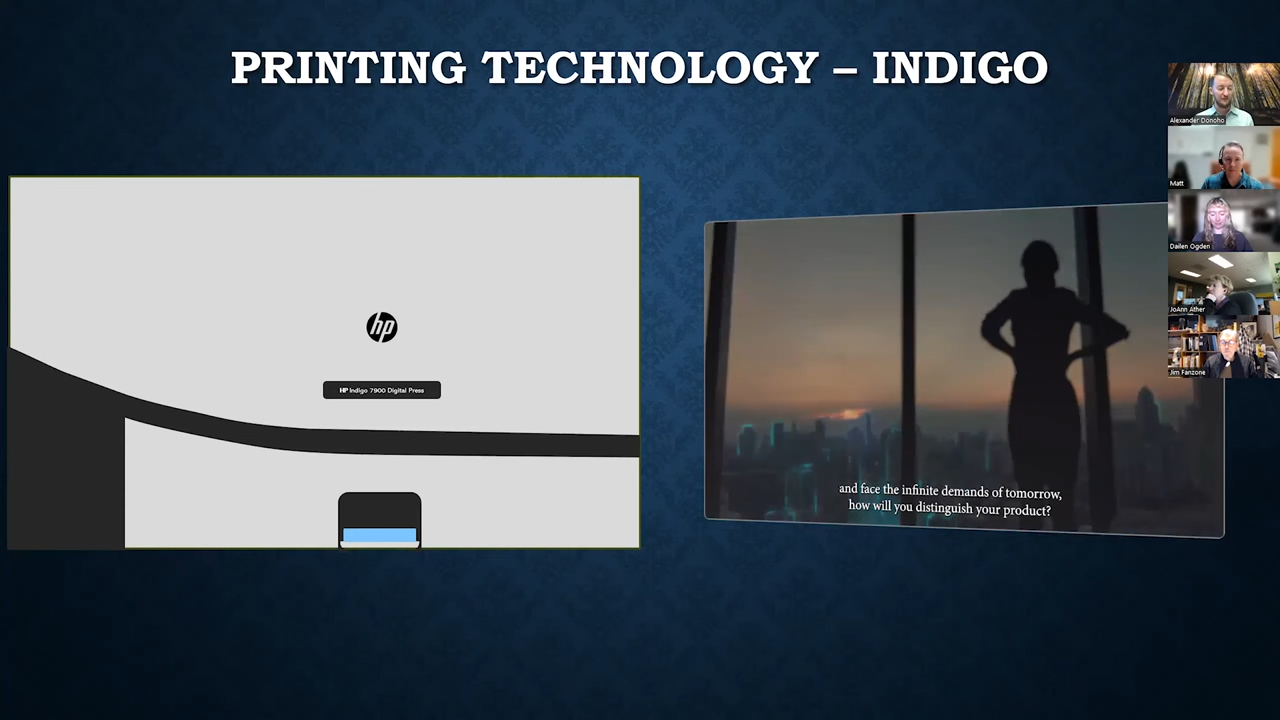 PRINTING TECHNOLOGY – INDIGO
hp
HP Indigo 7900 Digital Press
and face the infinite demands of tomorrow,
how will you distinguish your product?
Alexander Donoho
Matt
Dailen Ogden
JoAnn Ather
Jim Fanzone